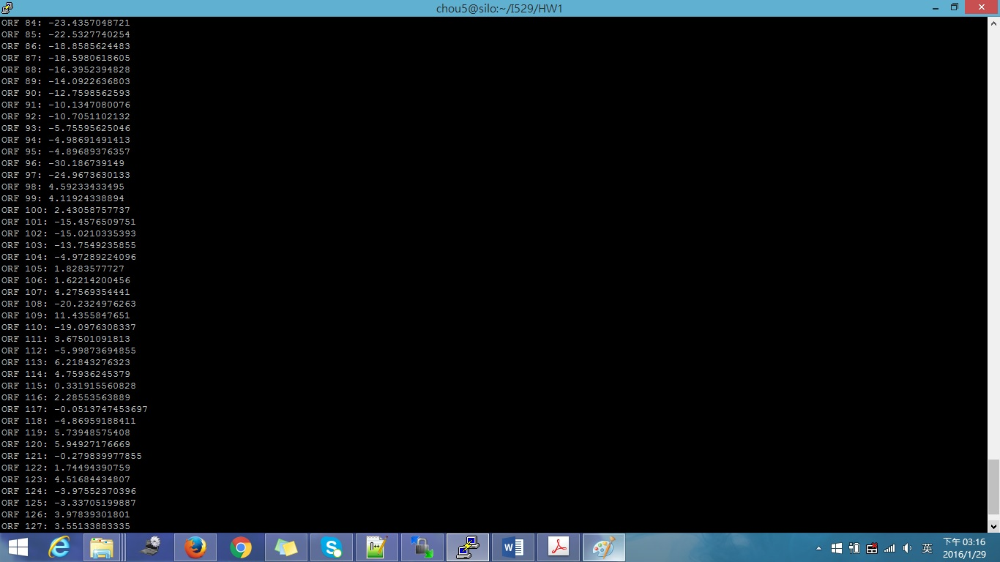 chou5@silo:~/I529/HW1
ORF 84: -23.4357048721
ORF 85: -22.5327740254
ORF 86: -18.8585624483
ORF 87: -18.5980618605
ORF 88: -16.3952394828
ORF 89: -14.0922636803
ORF 90: -12.7598562593
ORF 91: -10.1347080076
ORF 92: -10.7051102132
ORF 93: -5.75595625046
ORF 94: -4.98691491413
ORF 95: -4.89689376357
ORF 96: -30.186739149
ORF 97: -24.9673630133
ORF 98: 4.59233433495
ORF 99: 4.11924338894
ORF 100: 2.43058757737
ORF 101: -15.4576509751
ORF 102: -15.0210335393
ORF 103: -13.7549235855
ORF 104: -4.97289224096
ORF 105: 1.8283577727
ORF 106: 1.62214200456
ORF 107: 4.27569354441
ORF 108: -20.2324976263
ORF 109: 11.4355847651
ORF 110: -19.0976308337
ORF 111: 3.67501091813
ORF 112: -5.99873694855
ORF 113: 6.21843276323
ORF 114: 4.75936245379
ORF 115: 0.331915560828
ORF 116: 2.28553563889
ORF 117: -0.0513747453697
ORF 118: -4.86959188411
ORF 119: 5.73948575408
ORF 120: 5.94927176669
ORF 121: -0.279839977855
ORF 122: 1.74494390759
ORF 123: 4.51684434807
ORF 124: -3.97552370396
ORF 125: -3.33705199887
ORF 126: 3.97839301801
ORF 127: 3.55133883335
英
下午 03:16
2016/1/29